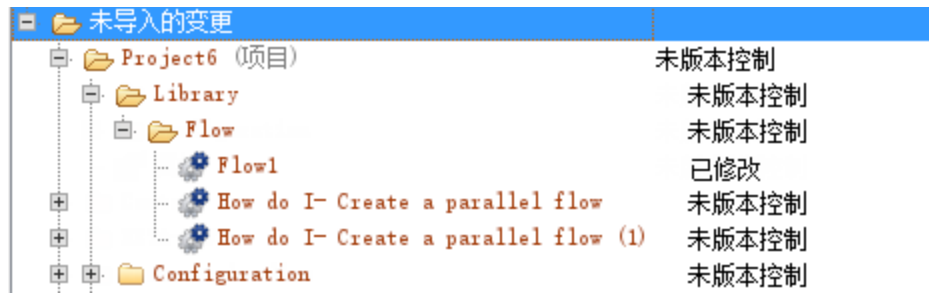 未导入的变更
Project6 (项目) 未版本控制
Library 未版本控制
Flow 未版本控制
Flow1 已修改
How do I- Create a parallel flow 未版本控制
How do I- Create a parallel flow (1) 未版本控制
Configuration 未版本控制